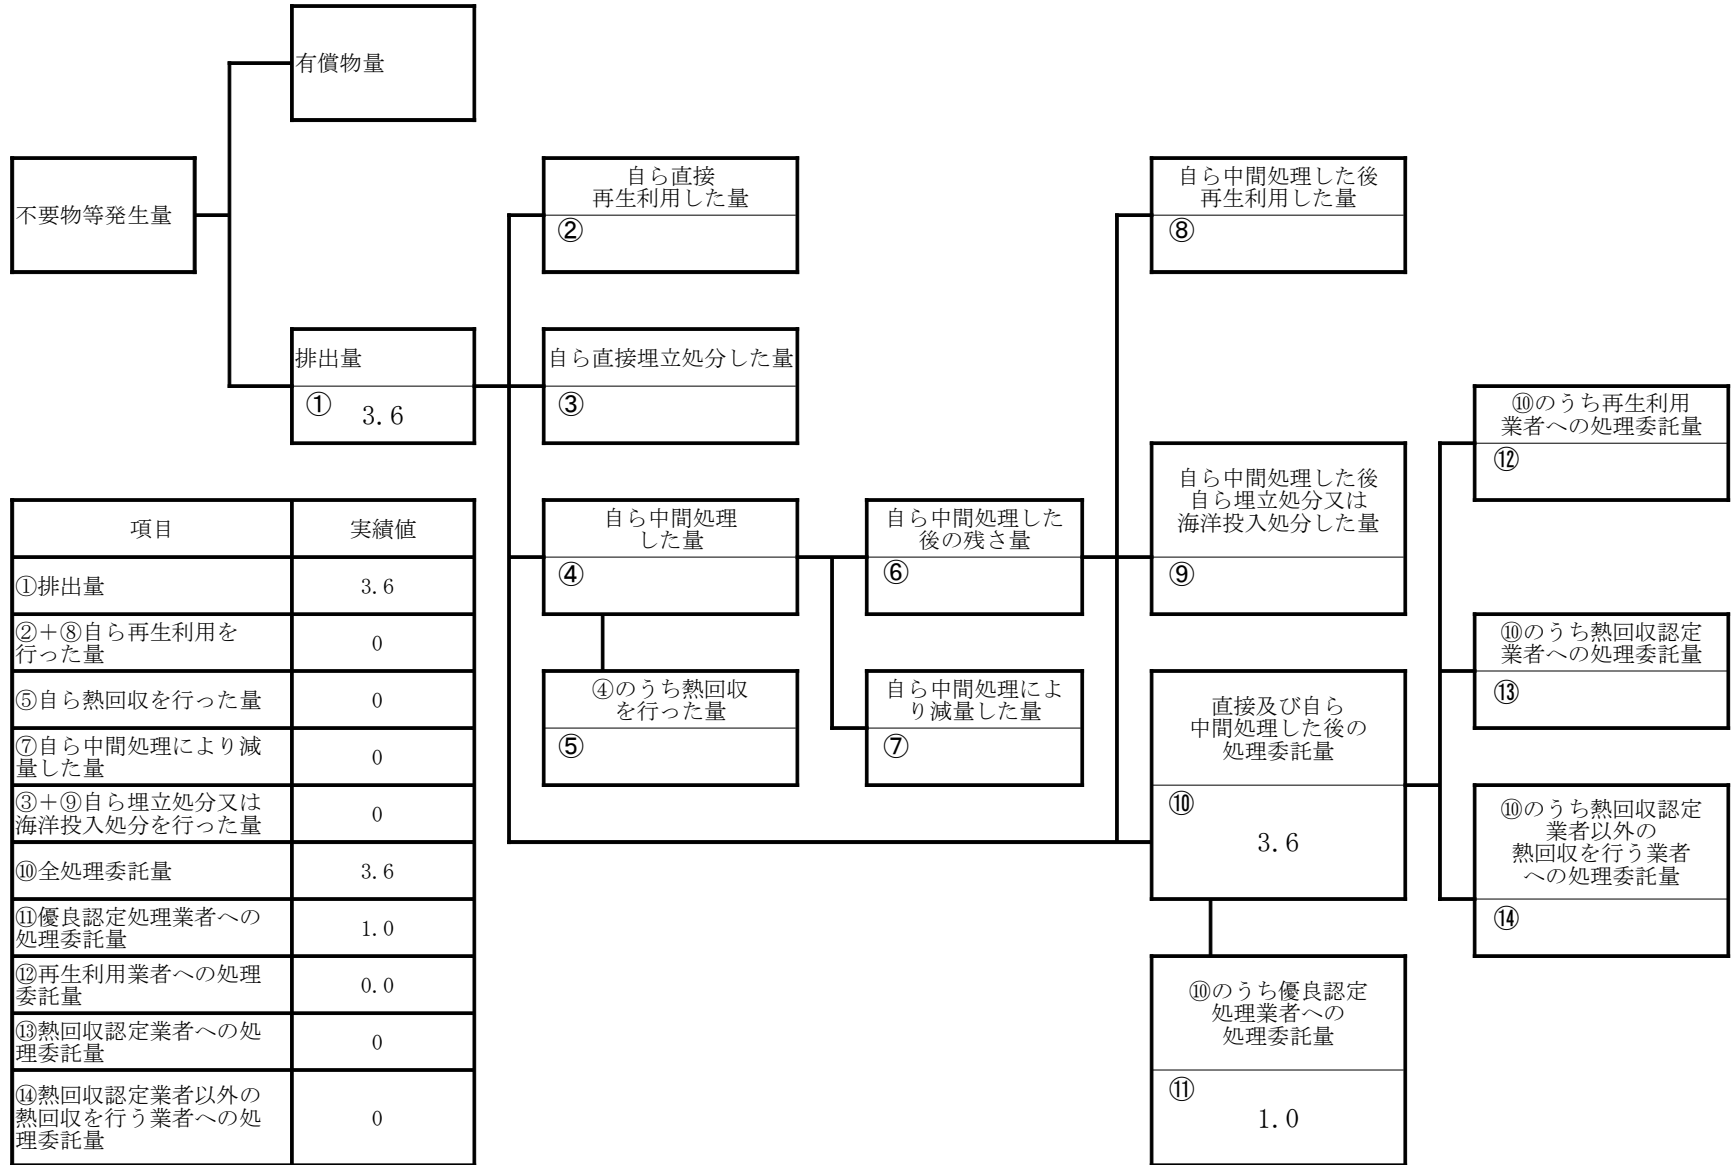 有償物量
不要物等発生量
排出量
① 3.6
自ら直接
再生利用した量
②
自ら直接埋立処分した量
③
自ら中間処理
した量
④
④のうち熱回収
を行った量
⑤
自ら中間処理した
後の残さ量
⑥
自ら中間処理によ
り減量した量
⑦
自ら中間処理した後
再生利用した量
⑧
自ら中間処理した後
自ら埋立処分又は
海洋投入処分した量
⑨
直接及び自ら
中間処理した後の
処理委託量
⑩
3.6
⑩のうち優良認定
処理業者への
処理委託量
⑪
1.0
⑩のうち再生利用
業者への処理委託量
⑫
⑩のうち熱回収認定
業者への処理委託量
⑬
⑩のうち熱回収認定
業者以外の
熱回収を行う業者
への処理委託量
⑭
項目 実績値
①排出量 3.6
②+⑧自ら再生利用を
行った量 0
⑤自ら熱回収を行った量 0
⑦自ら中間処理により減
量した量 0
③+⑨自ら埋立処分又は
海洋投入処分を行った量 0
⑩全処理委託量 3.6
⑪優良認定処理業者への
処理委託量 1.0
⑫再生利用業者への処理
委託量 0.0
⑬熱回収認定業者への処
理委託量 0
⑭熱回収認定業者以外の
熱回収を行う業者への処
理委託量 0